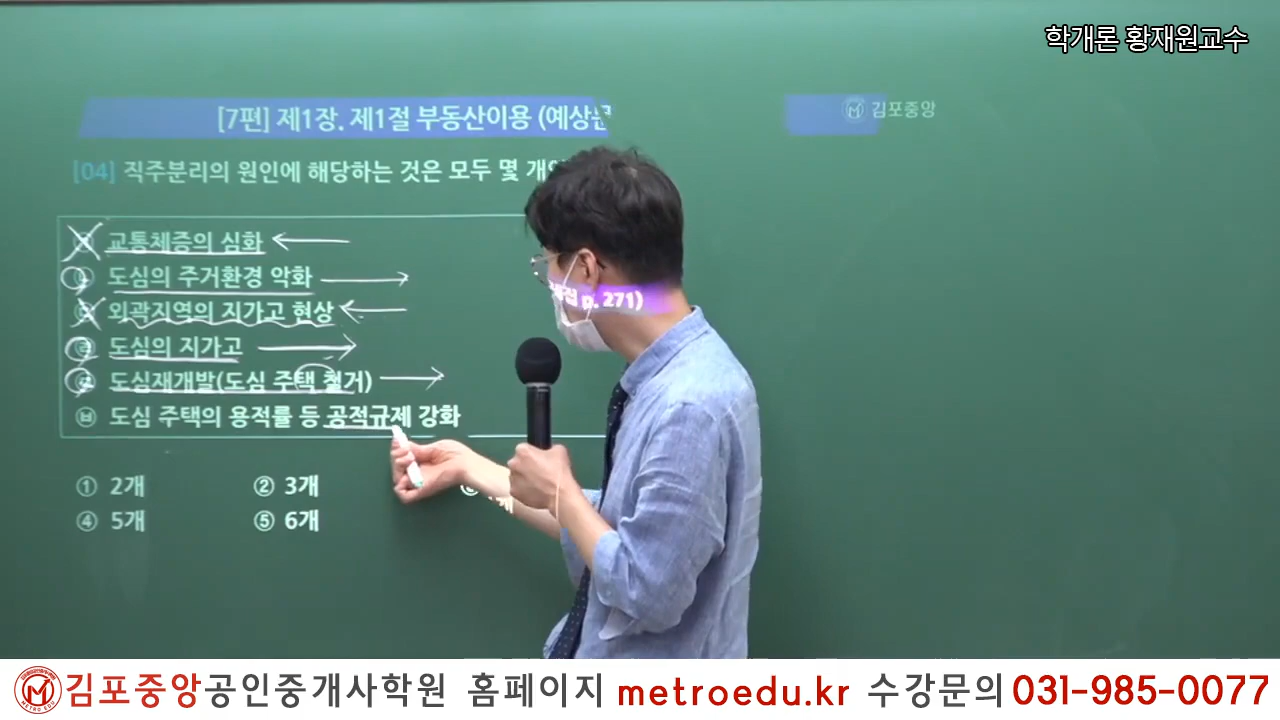 학개론 황재원교수
[7편] 제1장. 제1절 부동산이용 (예상문
김포중앙
[04] 직주분리의 원인에 해당하는 것은 모두 몇 개
㉠ 교통체증의 심화
㉡ 도심의 주거환경 악화
p. 271)
㉢ 외곽지역의 지가고 현상
㉣ 도심의 지가고
㉤ 도심재개발(도심 주택 철거)
㉥ 도심 주택의 용적률 등 공적규제 강화
① 2개 ② 3개 ③
④ 5개 ⑤ 6개
김포중앙공인중개사학원 홈페이지 metroedu.kr 수강문의 031-985-0077